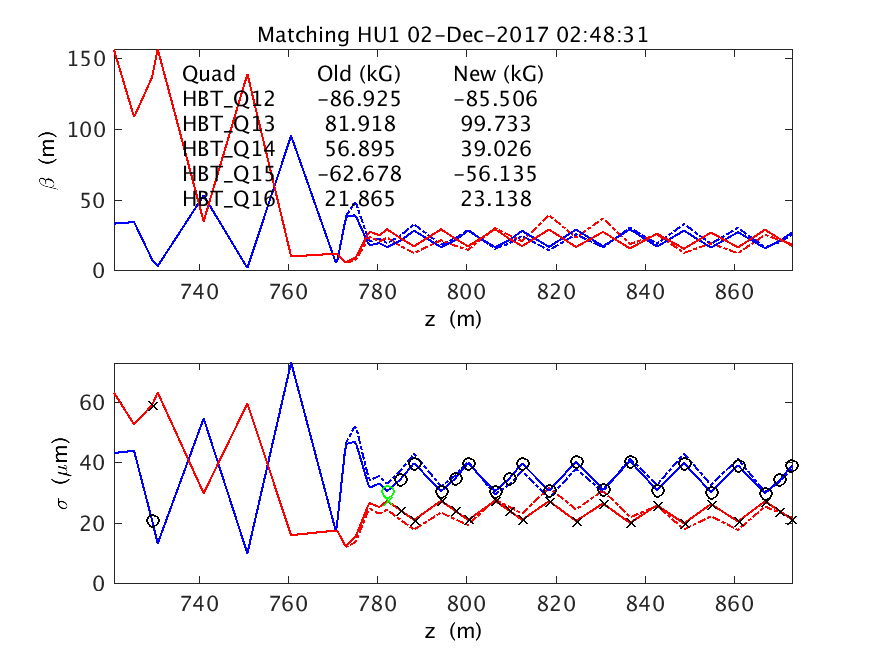 Matching HU1 02-Dec-2017 02:48:31
150
100
50
0
β (m)
Quad Old (kG) New (kG)
HBT_Q12 -86.925 -85.506
HBT_Q13 81.918 99.733
HBT_Q14 56.895 39.026
HBT_Q15 -62.678 -56.135
HBT_Q16 21.865 23.138
740 760 780 800 820 840 860
z (m)
60
40
20
0
σ (μm)
740 760 780 800 820 840 860
z (m)